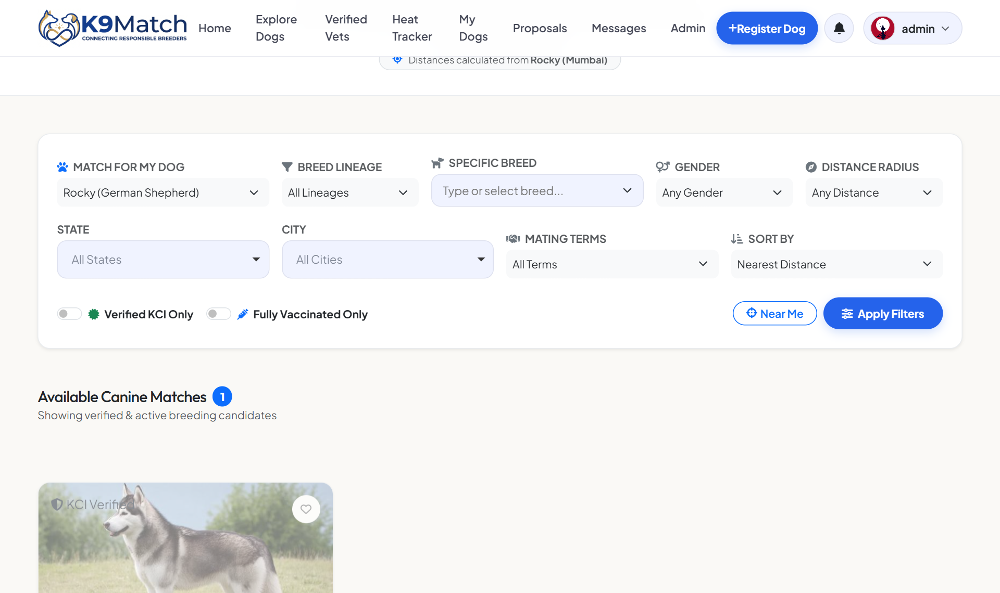 K9Match
CONNECTING RESPONSIBLE BREEDERS
Home
Explore Dogs
Verified Vets
Heat Tracker
My Dogs
Proposals
Messages
Admin
+Register Dog
admin
Distances calculated from Rocky (Mumbai)
MATCH FOR MY DOG
Rocky (German Shepherd)
BREED LINEAGE
All Lineages
SPECIFIC BREED
Type or select breed...
GENDER
Any Gender
DISTANCE RADIUS
Any Distance
STATE
All States
CITY
All Cities
MATING TERMS
All Terms
SORT BY
Nearest Distance
Verified KCI Only
Fully Vaccinated Only
Near Me
Apply Filters
Available Canine Matches 1
Showing verified & active breeding candidates
KCI Verified